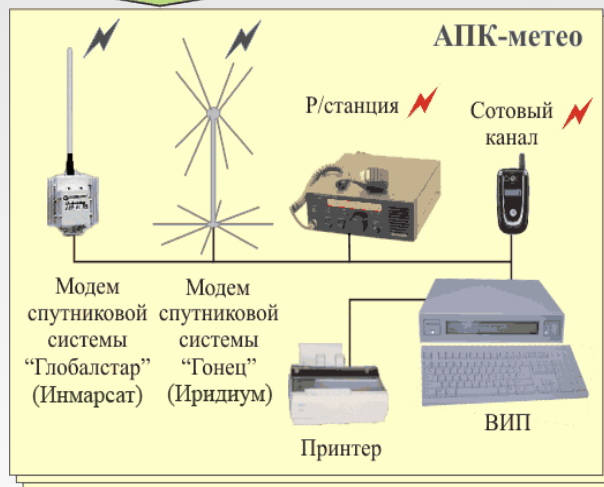 АПК-метео
Р/станция
Сотовый
канал
Модем
спутниковой
системы
“Глобалстар”
(Инмарсат)
Модем
спутниковой
системы
“Гонец”
(Иридиум)
Принтер
ВИП